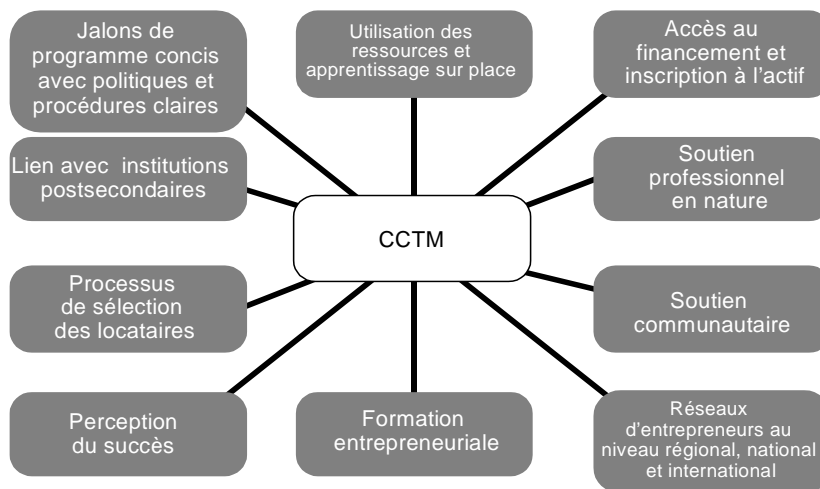 Jalons de
programme concis
avec politiques et
procédures claires
Utilisation des
ressources et
apprentissage sur place
Accès au
financement et
inscription à l'actif
Lien avec institutions
postsecondaires
Soutien
professionnel
en nature
CCTM
Processus
de sélection
des locataires
Soutien
communautaire
Perception
du succès
Formation
entrepreneuriale
Réseaux
d'entrepreneurs au
niveau régional, national
et international